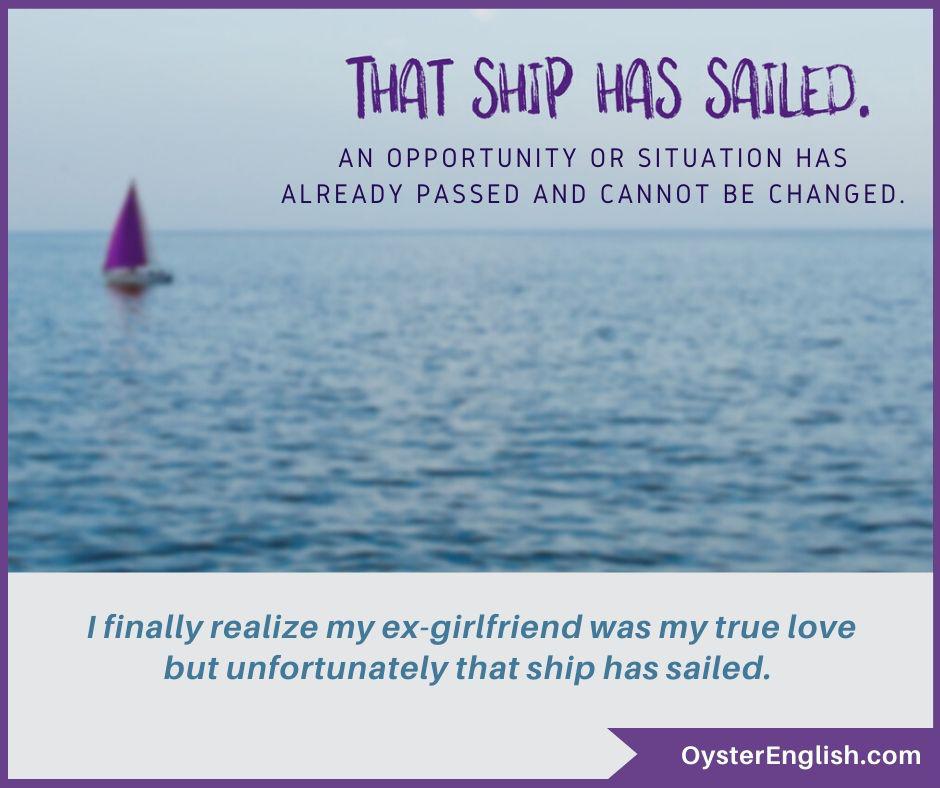 THAT SHIP HAS SAILED.
AN OPPORTUNITY OR SITUATION HAS
ALREADY PASSED AND CANNOT BE CHANGED.
I finally realize my ex-girlfriend was my true love
but unfortunately that ship has sailed.
OysterEnglish.com